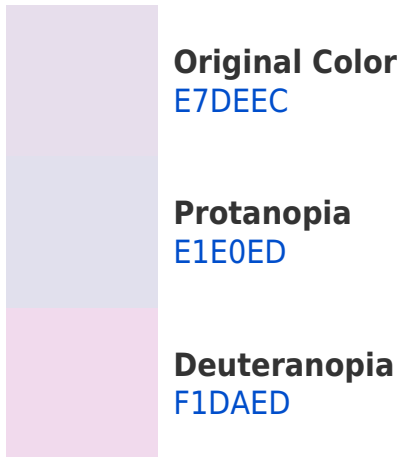 Original Color
E7DEEC
Protanopia
E1E0ED
Deuteranopia
F1DAED